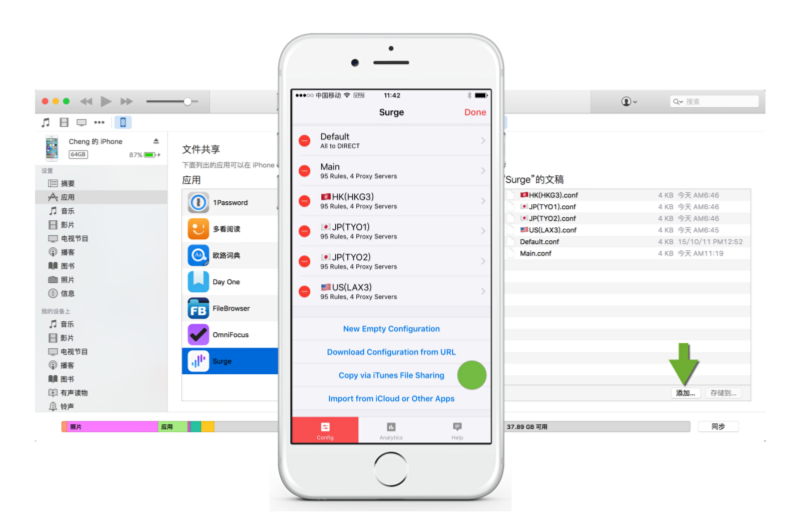 搜索
Cheng 的 iPhone
64GB
87%
设置
摘要
应用
音乐
影片
电视节目
播客
图书
照片
信息
我的设备上
音乐
影片
电视节目
播客
图书
有声读物
铃声
文件共享
下面列出的应用可以在 iPhone
应用
1Password
多看阅读
欧路词典
Day One
FileBrowser
OmniFocus
Surge
中国移动
11:42
Surge
Done
Default
All to DIRECT
Main
95 Rules, 4 Proxy Servers
🇭🇰HK(HKG3)
95 Rules, 4 Proxy Servers
🇯🇵JP(TYO1)
95 Rules, 4 Proxy Servers
🇯🇵JP(TYO2)
95 Rules, 4 Proxy Servers
🇺🇸US(LAX3)
95 Rules, 4 Proxy Servers
New Empty Configuration
Download Configuration from URL
Copy via iTunes File Sharing
Import from iCloud or Other Apps
Config
Analytics
Help
“Surge”的文稿
🇭🇰HK(HKG3).conf 4 KB 今天 AM6:46
🇯🇵JP(TYO1).conf 4 KB 今天 AM6:46
🇯🇵JP(TYO2).conf 4 KB 今天 AM6:46
🇺🇸US(LAX3).conf 4 KB 今天 AM6:45
Default.conf 4 KB 15/10/11 PM12:52
Main.conf 4 KB 今天 AM11:19
添加...
存储到...
照片
应用
37.89 GB 可用
同步